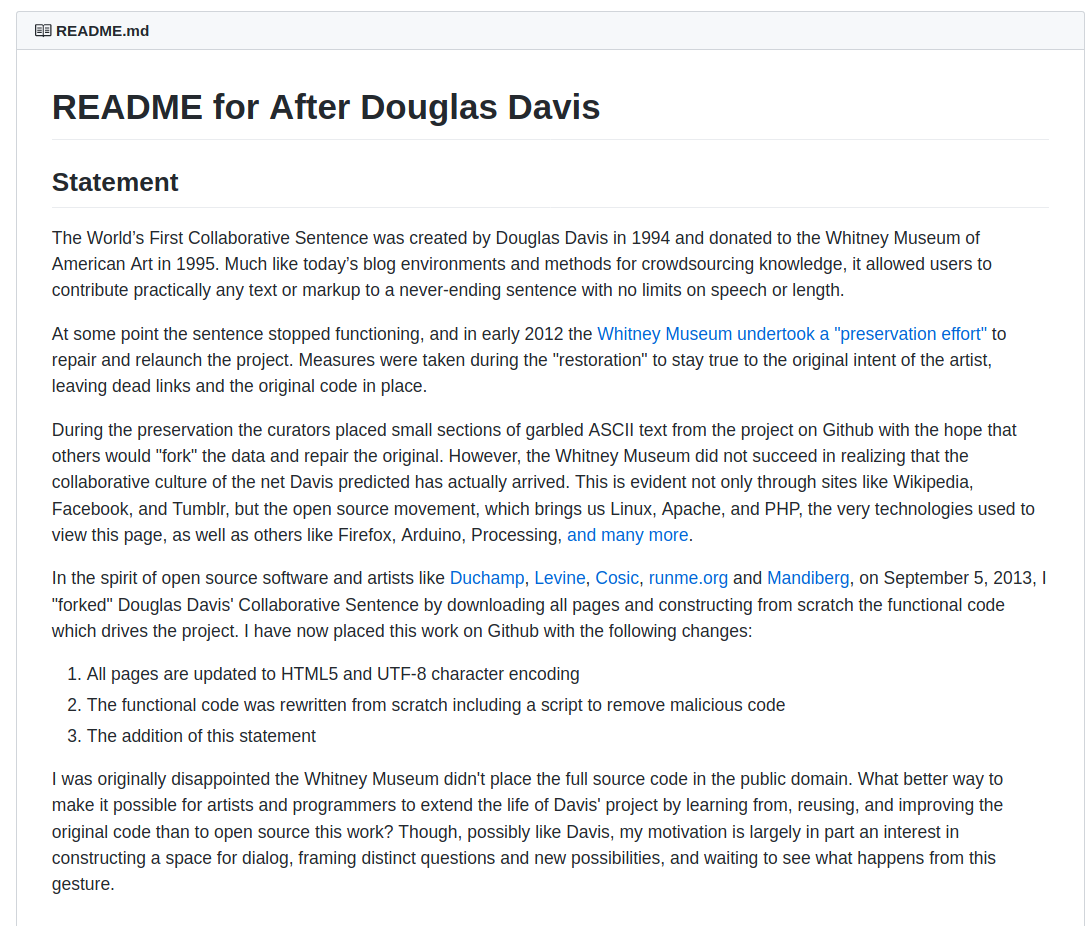 README.md
README for After Douglas Davis
Statement
The World’s First Collaborative Sentence was created by Douglas Davis in 1994 and donated to the Whitney Museum of
American Art in 1995. Much like today’s blog environments and methods for crowdsourcing knowledge, it allowed users to
contribute practically any text or markup to a never-ending sentence with no limits on speech or length.
At some point the sentence stopped functioning, and in early 2012 the Whitney Museum undertook a "preservation effort" to
repair and relaunch the project. Measures were taken during the "restoration" to stay true to the original intent of the artist,
leaving dead links and the original code in place.
During the preservation the curators placed small sections of garbled ASCII text from the project on Github with the hope that
others would "fork" the data and repair the original. However, the Whitney Museum did not succeed in realizing that the
collaborative culture of the net Davis predicted has actually arrived. This is evident not only through sites like Wikipedia,
Facebook, and Tumblr, but the open source movement, which brings us Linux, Apache, and PHP, the very technologies used to
view this page, as well as others like Firefox, Arduino, Processing, and many more.
In the spirit of open source software and artists like Duchamp, Levine, Cosic, runme.org and Mandiberg, on September 5, 2013, I
"forked" Douglas Davis' Collaborative Sentence by downloading all pages and constructing from scratch the functional code
which drives the project. I have now placed this work on Github with the following changes:
1. All pages are updated to HTML5 and UTF-8 character encoding
2. The functional code was rewritten from scratch including a script to remove malicious code
3. The addition of this statement
I was originally disappointed the Whitney Museum didn't place the full source code in the public domain. What better way to
make it possible for artists and programmers to extend the life of Davis' project by learning from, reusing, and improving the
original code than to open source this work? Though, possibly like Davis, my motivation is largely in part an interest in
constructing a space for dialog, framing distinct questions and new possibilities, and waiting to see what happens from this
gesture.